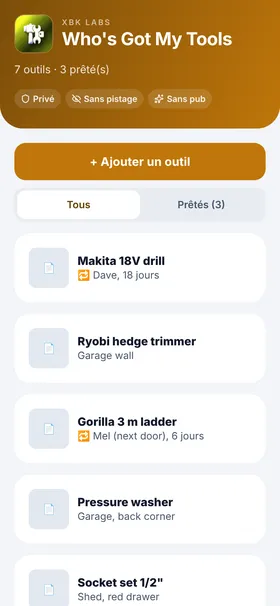 XBK LABS
Who's Got My Tools
7 outils · 3 prêté(s)
Privé
Sans pistage
Sans pub
+ Ajouter un outil
Tous
Prêtés (3)
Makita 18V drill
🔁 Dave, 18 jours
Ryobi hedge trimmer
Garage wall
Gorilla 3 m ladder
🔁 Mel (next door), 6 jours
Pressure washer
Garage, back corner
Socket set 1/2"
Shed, red drawer